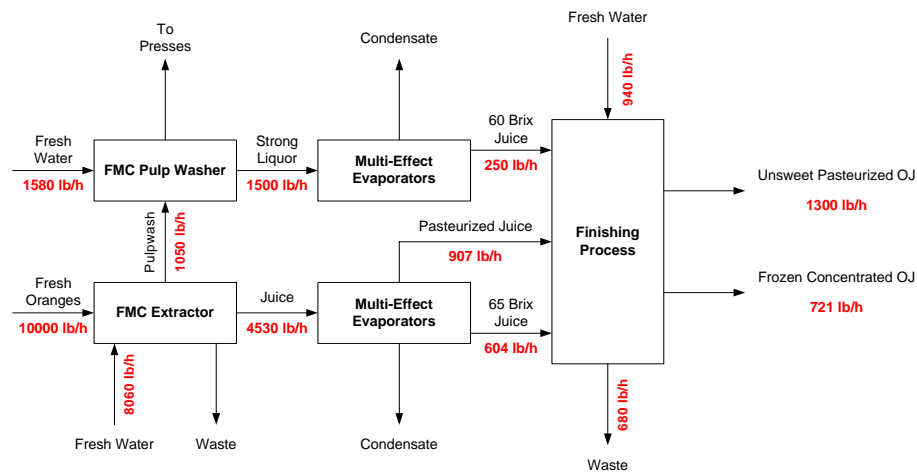 Fresh Water
940 lb/h
To
Presses
Condensate
Fresh
Water
1580 lb/h
FMC Pulp Washer
Strong
Liquor
1500 lb/h
Multi-Effect
Evaporators
60 Brix
Juice
250 lb/h
Unsweet Pasteurized OJ
1300 lb/h
Pulpwash
1050 lb/h
Pasteurized Juice
907 lb/h
Finishing
Process
Fresh
Oranges
10000 lb/h
FMC Extractor
Juice
4530 lb/h
Multi-Effect
Evaporators
65 Brix
Juice
604 lb/h
Frozen Concentrated OJ
721 lb/h
8060 lb/h
680 lb/h
Fresh Water
Waste
Condensate
Waste